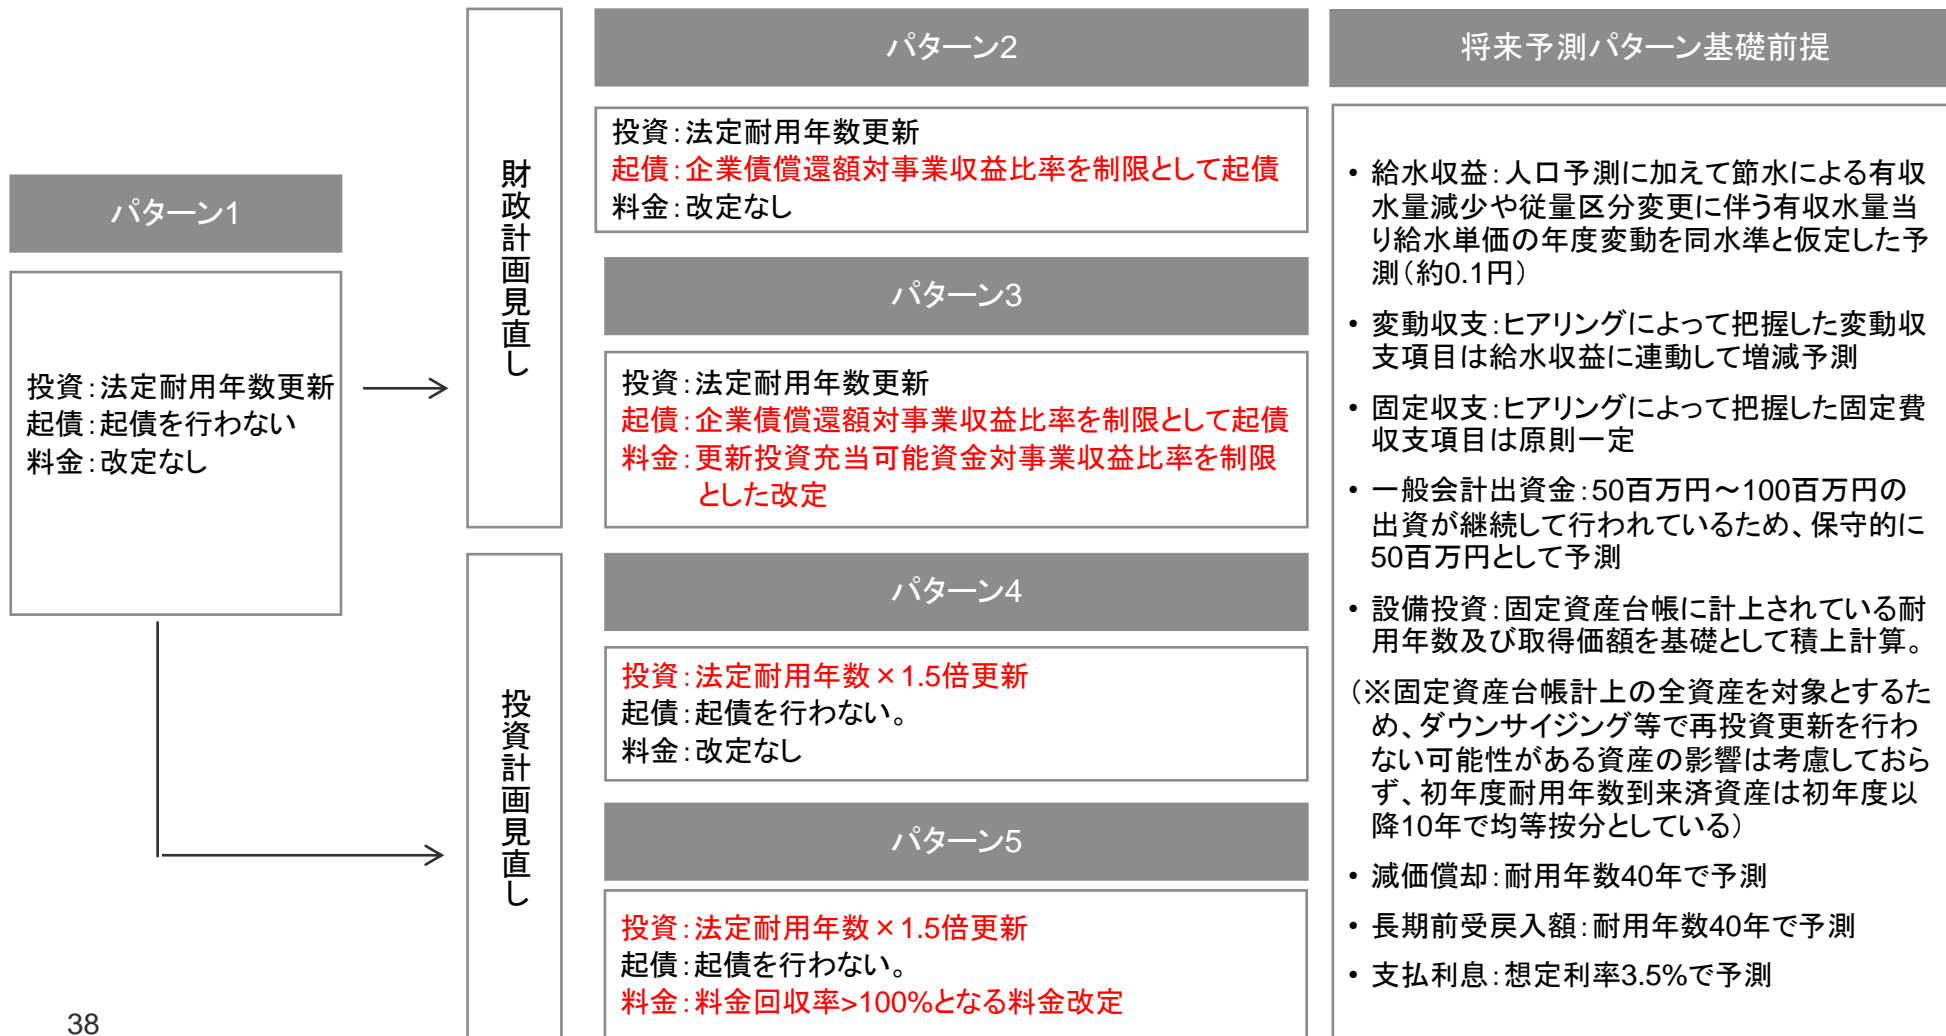 パターン1
投資：法定耐用年数更新
起債：起債を行わない
料金：改定なし
財政計画見直し
パターン2
投資：法定耐用年数更新
起債：企業債償還額対事業収益比率を制限として起債
料金：改定なし
パターン3
投資：法定耐用年数更新
起債：企業債償還額対事業収益比率を制限として起債
料金：更新投資充当可能資金対事業収益比率を制限
とした改定
投資計画見直し
パターン4
投資：法定耐用年数×1.5倍更新
起債：起債を行わない。
料金：改定なし
パターン5
投資：法定耐用年数×1.5倍更新
起債：起債を行わない。
料金：料金回収率>100%となる料金改定
将来予測パターン基礎前提
• 給水収益：人口予測に加えて節水による有収
水量減少や従量区分変更に伴う有収水量当
り給水単価の年度変動を同水準と仮定した予
測（約0.1円）
• 変動収支：ヒアリングによって把握した変動収
支項目は給水収益に連動して増減予測
• 固定収支：ヒアリングによって把握した固定費
収支項目は原則一定
• 一般会計出資金：50百万円～100百万円の
出資が継続して行われているため、保守的に
50百万円として予測
• 設備投資：固定資産台帳に計上されている耐
用年数及び取得価額を基礎として積上計算。
（※固定資産台帳計上の全資産を対象とするた
め、ダウンサイジング等で再投資更新を行わ
ない可能性がある資産の影響は考慮しておら
ず、初年度耐用年数到来済資産は初年度以
降10年で均等按分としている）
• 減価償却：耐用年数40年で予測
• 長期前受戻入額：耐用年数40年で予測
• 支払利息：想定利率3.5%で予測
38